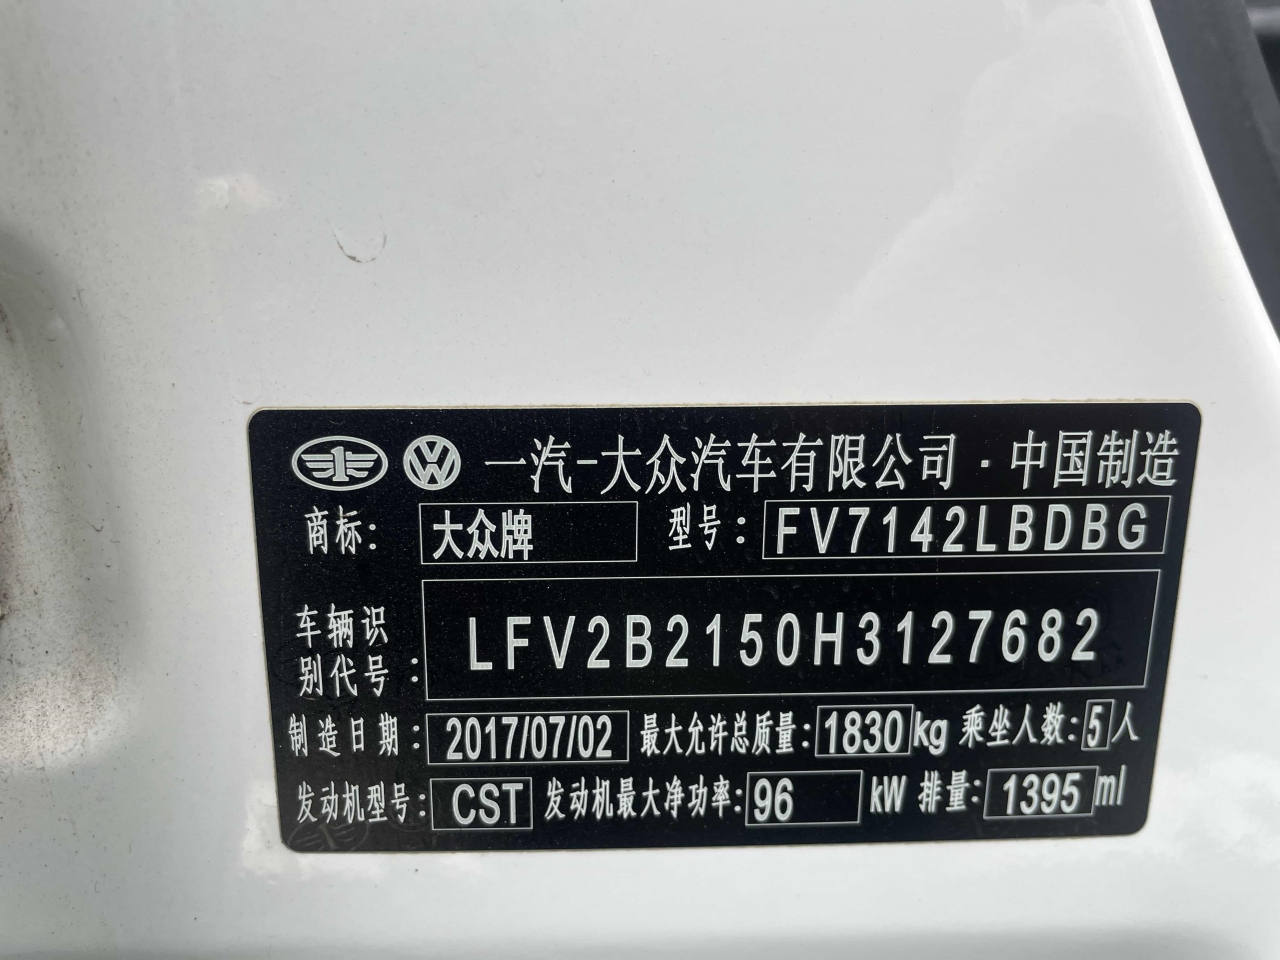 一汽-大众汽车有限公司·中国制造
商标: 大众牌 型号: FV7142LBDBG
车辆识别代号: LFV2B2150H3127682
制造日期: 2017/07/02 最大允许总质量: 1830 kg 乘坐人数: 5 人
发动机型号: CST 发动机最大净功率: 96 kW 排量: 1395 ml